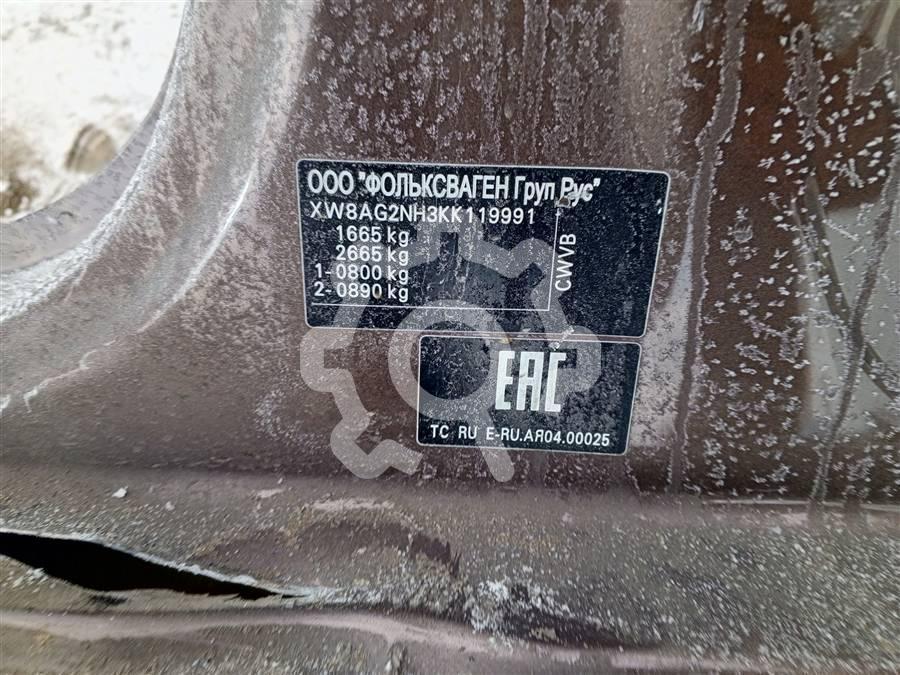 ООО "ФОЛЬКСВАГЕН Груп Рус"
XW8AG2NH3KK119991
1665 kg
2665 kg
1- 0800 kg
2- 0890 kg
CWVB
EAC
TC RU E-RU.АЯ04.00025